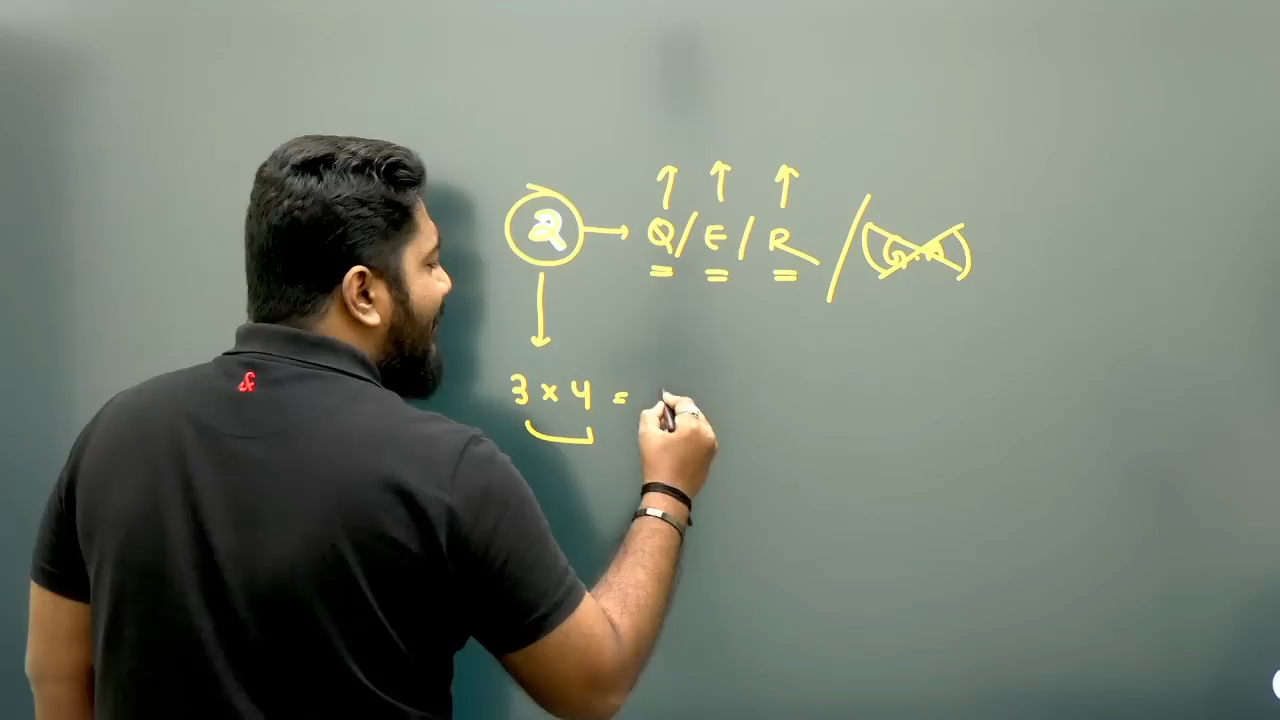 2 → Q/E/R/(G.K)
3 × 4 =